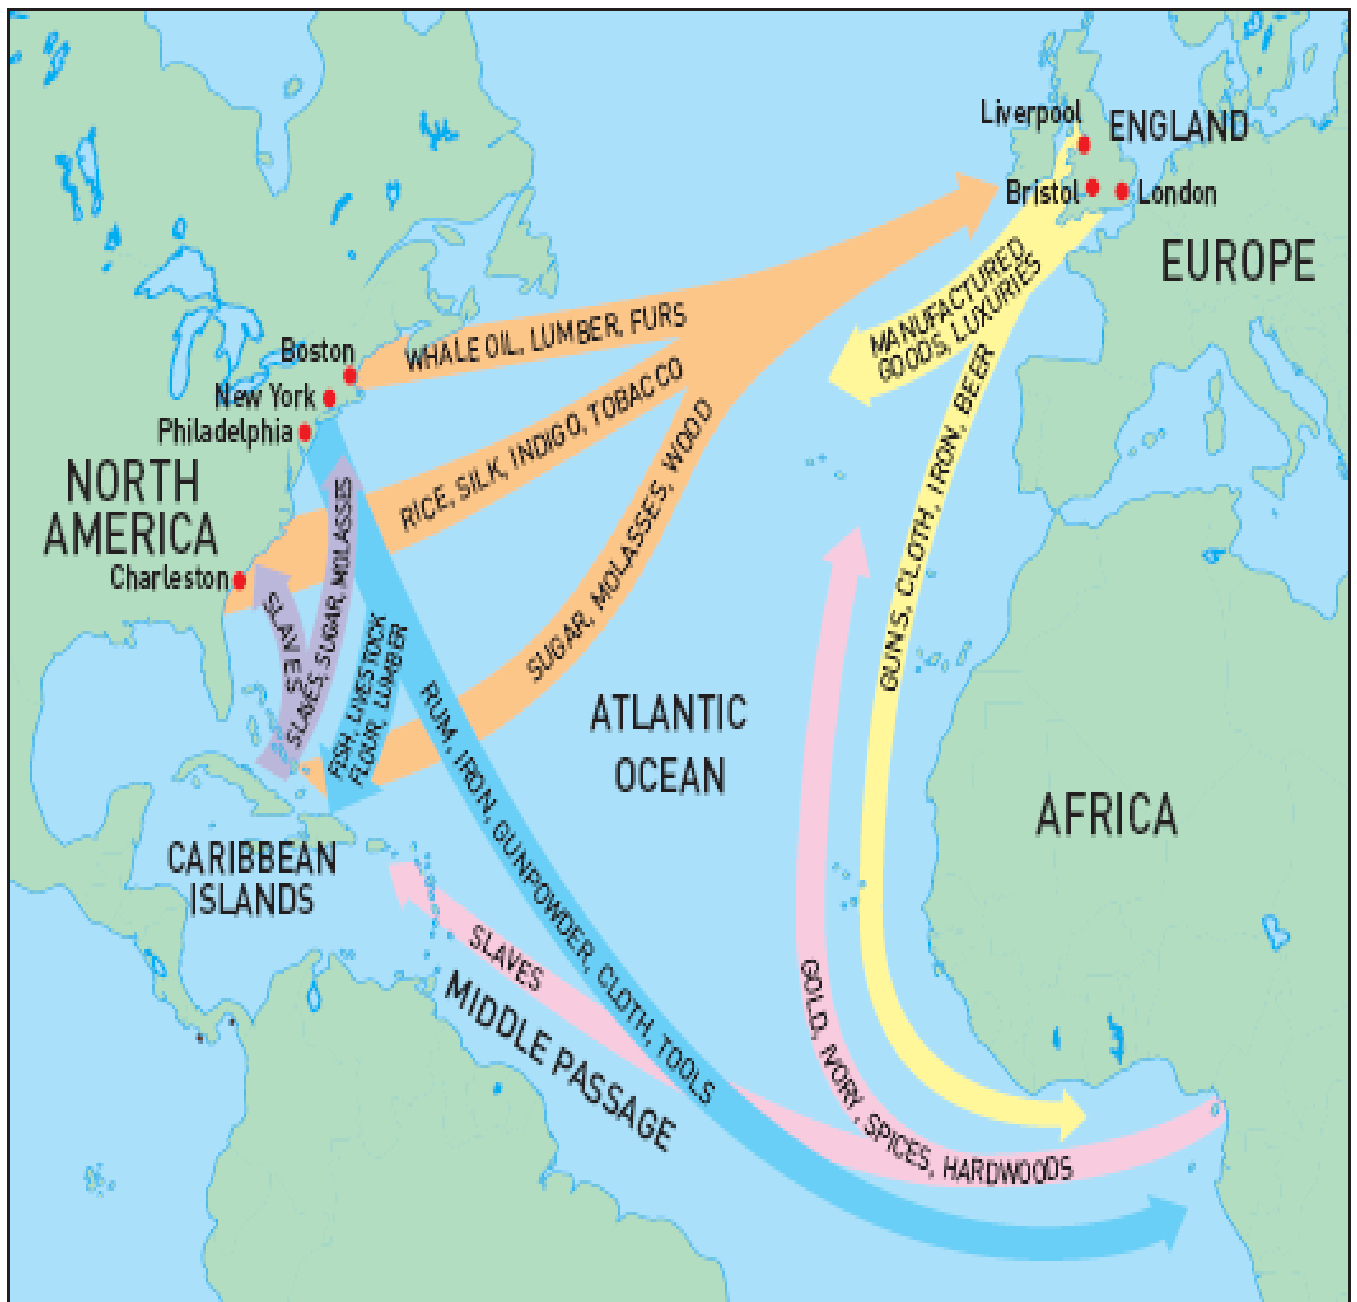 Liverpool
ENGLAND
Bristol
London
EUROPE
MANUFACTURED
GOODS, LUXURIES
WHALE OIL, LUMBER, FURS
Boston
New York
Philadelphia
RICE, SILK, INDIGO, TOBACCO
GUNS, CLOTH, IRON, BEER
NORTH
AMERICA
SUGAR, MOLASSES, WOOD
Charleston
SLAVES
SLAVES, SUGAR, MOLASSES
FISH, LIVESTOCK
FLOUR, LUMBER
RUM, IRON, GUNPOWDER, CLOTH, TOOLS
ATLANTIC
OCEAN
AFRICA
CARIBBEAN
ISLANDS
SLAVES
MIDDLE PASSAGE
GOLD, IVORY, SPICES, HARDWOODS